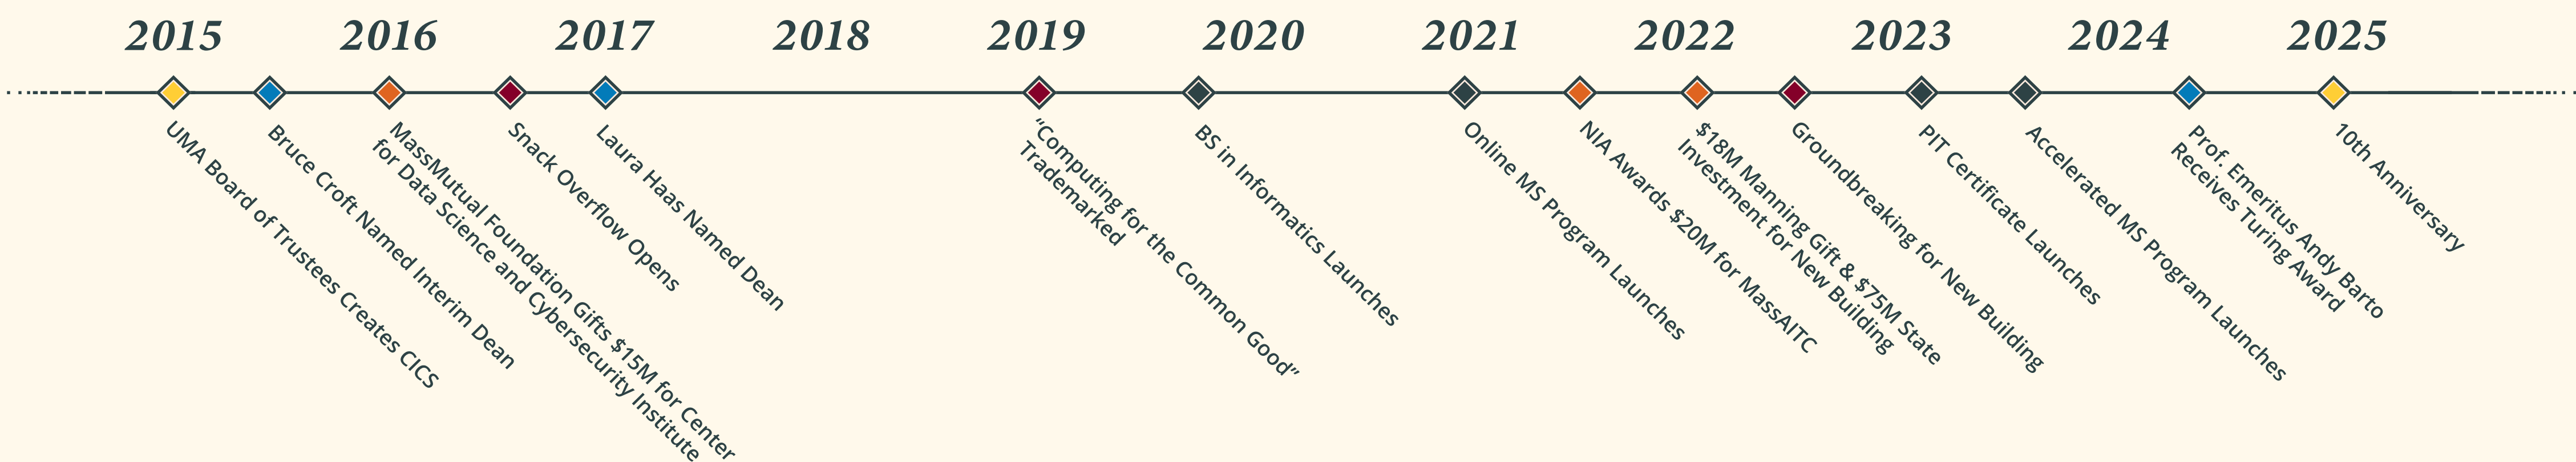 2015 2016 2017 2018 2019 2020 2021 2022 2023 2024 2025
UMA Board of Trustees Creates CICS
Bruce Croft Named Interim Dean
MassMutual Foundation Gifts $15M for Center
for Data Science and Cybersecurity Institute
Snack Overflow Opens
Laura Haas Named Dean
“Computing for the Common Good”
Trademarked
BS in Informatics Launches
Online MS Program Launches
NIA Awards $20M for MassAITC
$18M Manning Gift & $75M State
Investment for New Building
Groundbreaking for New Building
PIT Certificate Launches
Accelerated MS Program Launches
Prof. Emeritus Andy Barto
Receives Turing Award
10th Anniversary